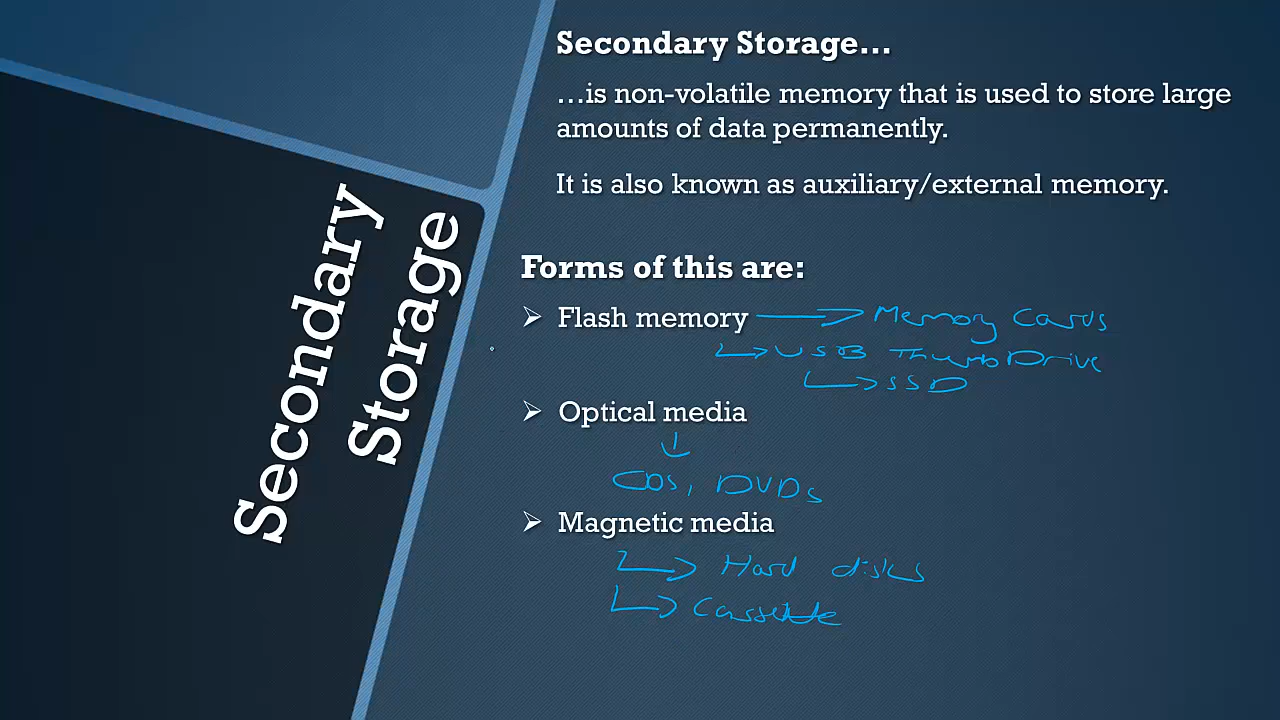 Secondary
Storage
Secondary Storage...
...is non-volatile memory that is used to store large
amounts of data permanently.
It is also known as auxiliary/external memory.
Forms of this are:
Flash memory → Memory Cards
→ USB Thumb Drive
→ SSD
Optical media
↓
CDs, DVDs
Magnetic media
→ Hard disks
→ Cassette